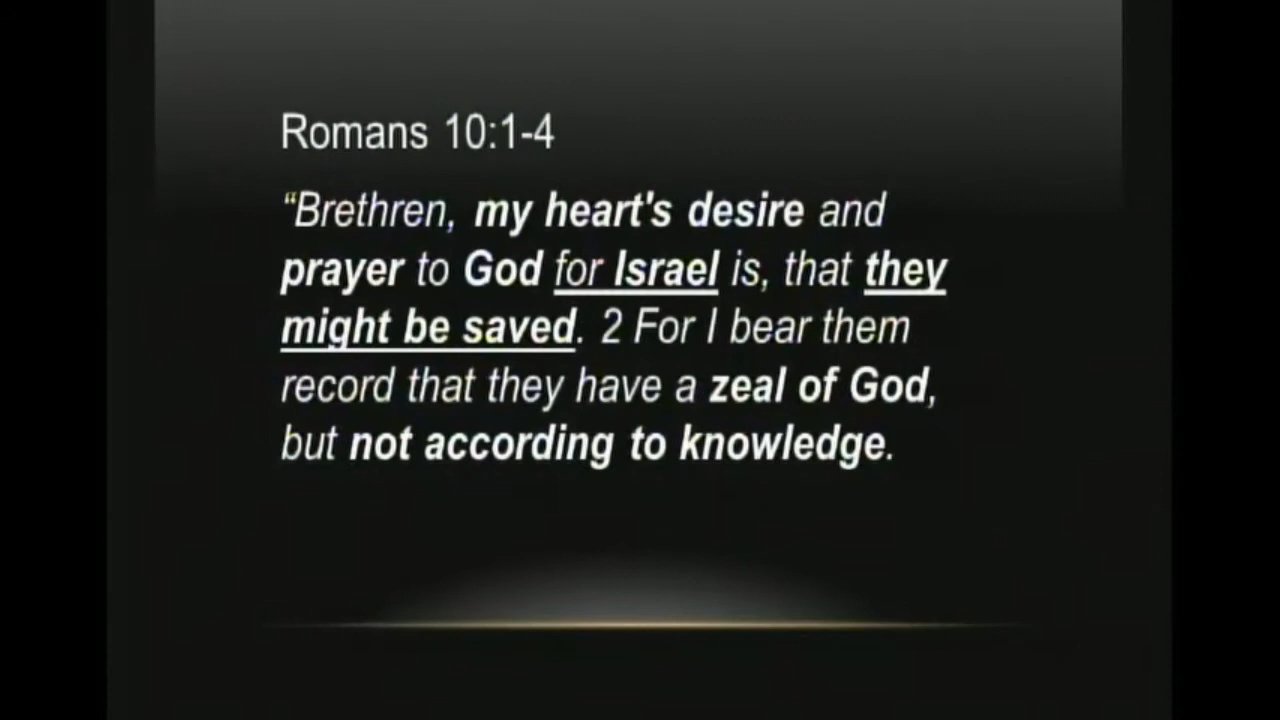 Romans 10:1-4
“Brethren, my heart's desire and
prayer to God for Israel is, that they
might be saved. 2 For I bear them
record that they have a zeal of God,
but not according to knowledge.